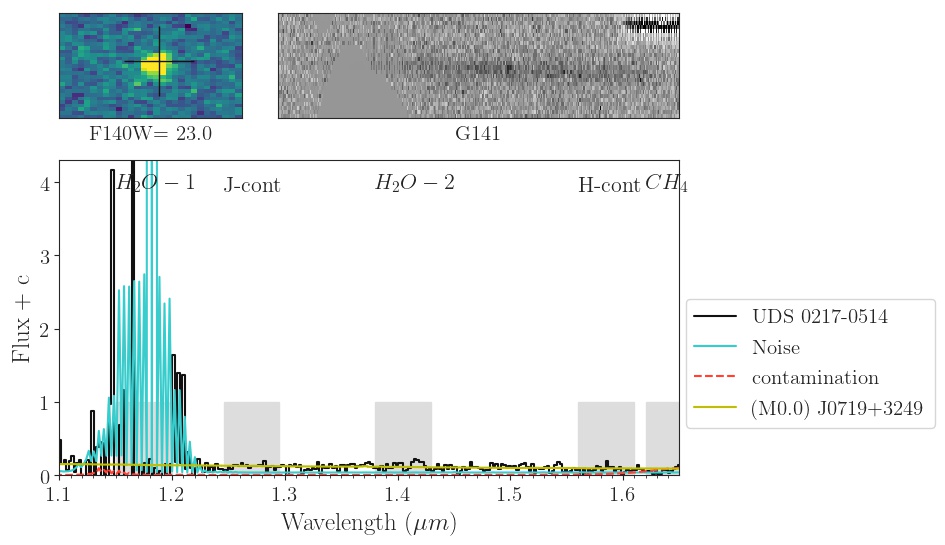 F140W= 23.0
G141
H₂O − 1 J-cont H₂O − 2 H-cont CH₄
4
3
2
1
0
Flux + c
1.1 1.2 1.3 1.4 1.5 1.6
Wavelength (μm)
UDS 0217-0514
Noise
contamination
(M0.0) J0719+3249